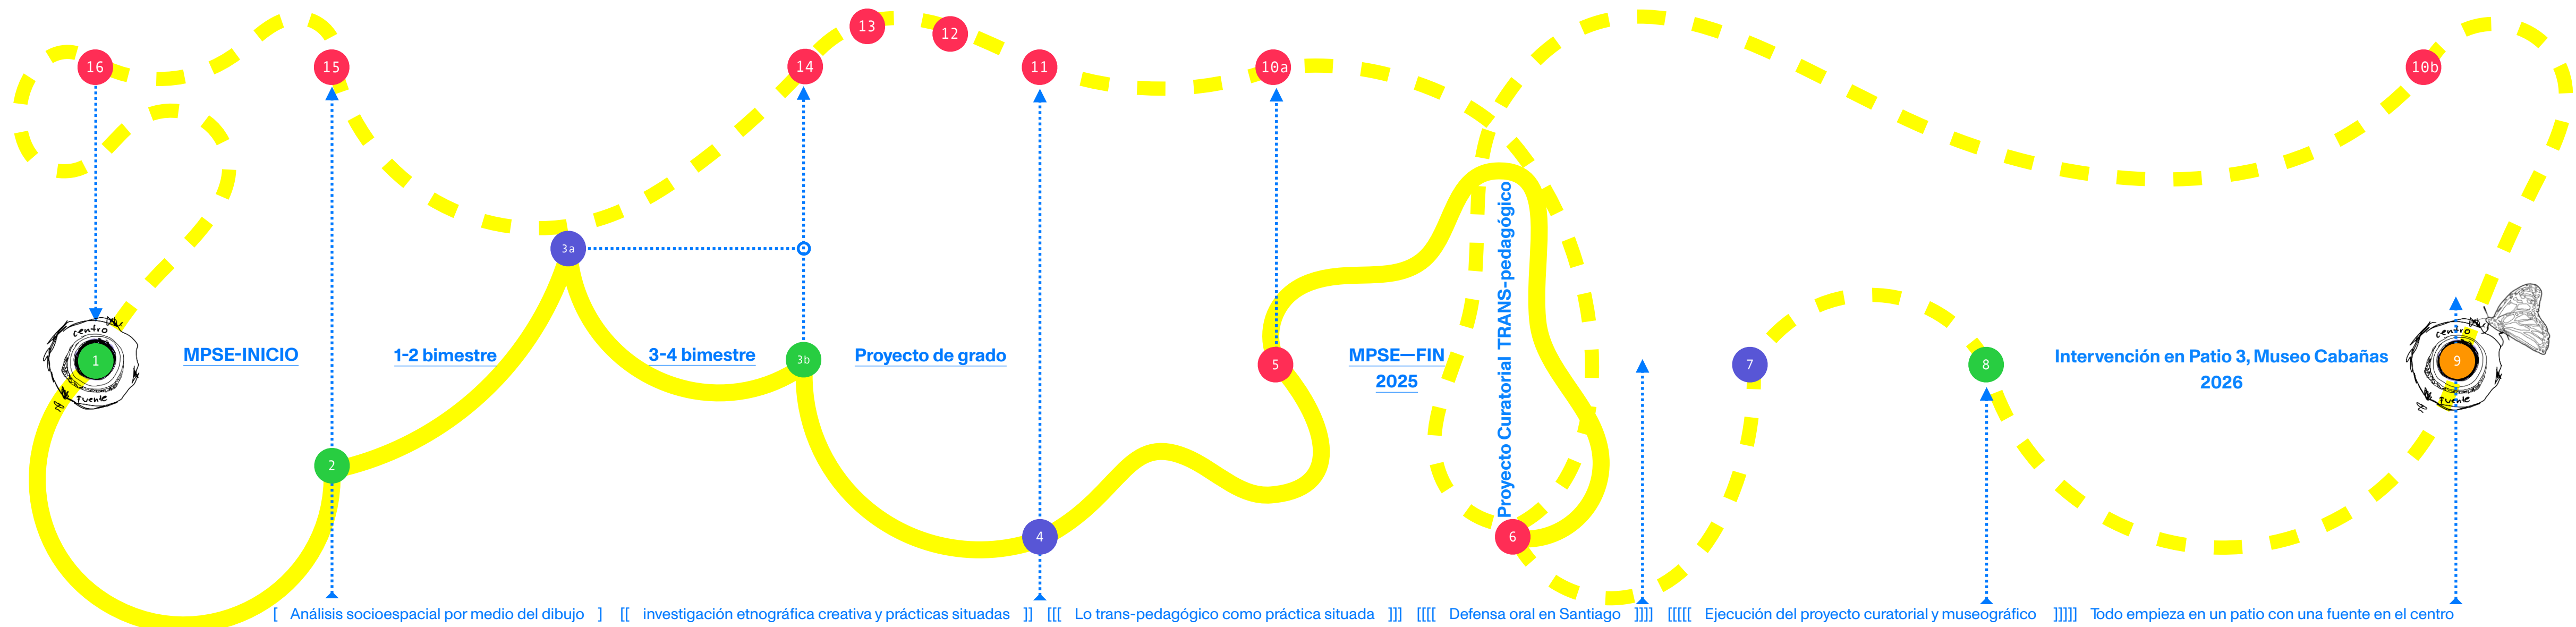 16
15
14
13
12
11
10a
10b
3a
centro
1
fuente
MPSE-INICIO
1-2 bimestre
3-4 bimestre
3b
Proyecto de grado
5
MPSE—FIN
2025
Proyecto Curatorial TRANS-pedagógico
7
8
Intervención en Patio 3, Museo Cabañas
2026
centro
9
fuente
2
4
6
[ Análisis socioespacial por medio del dibujo ] [[ investigación etnográfica creativa y prácticas situadas ]] [[[ Lo trans-pedagógico como práctica situada ]]] [[[[ Defensa oral en Santiago ]]]] [[[[[ Ejecución del proyecto curatorial y museográfico ]]]]] Todo empieza en un patio con una fuente en el centro